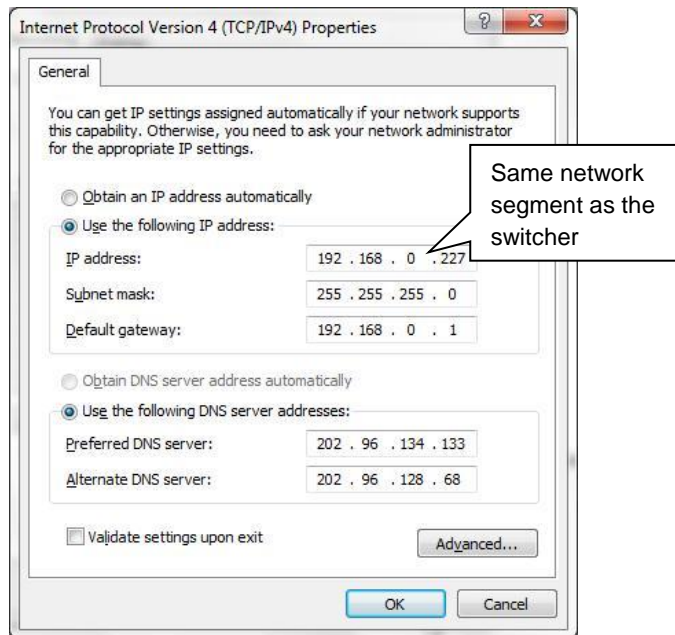 Internet Protocol Version 4 (TCP/IPv4) Properties
General
You can get IP settings assigned automatically if your network supports
this capability. Otherwise, you need to ask your network administrator
for the appropriate IP settings.
Obtain an IP address automatically
Use the following IP address:
IP address: 192 . 168 . 0 . 227
Subnet mask: 255 . 255 . 255 . 0
Default gateway: 192 . 168 . 0 . 1
Same network
segment as the
switcher
Obtain DNS server address automatically
Use the following DNS server addresses:
Preferred DNS server: 202 . 96 . 134 . 133
Alternate DNS server: 202 . 96 . 128 . 68
Validate settings upon exit
Advanced...
OK Cancel